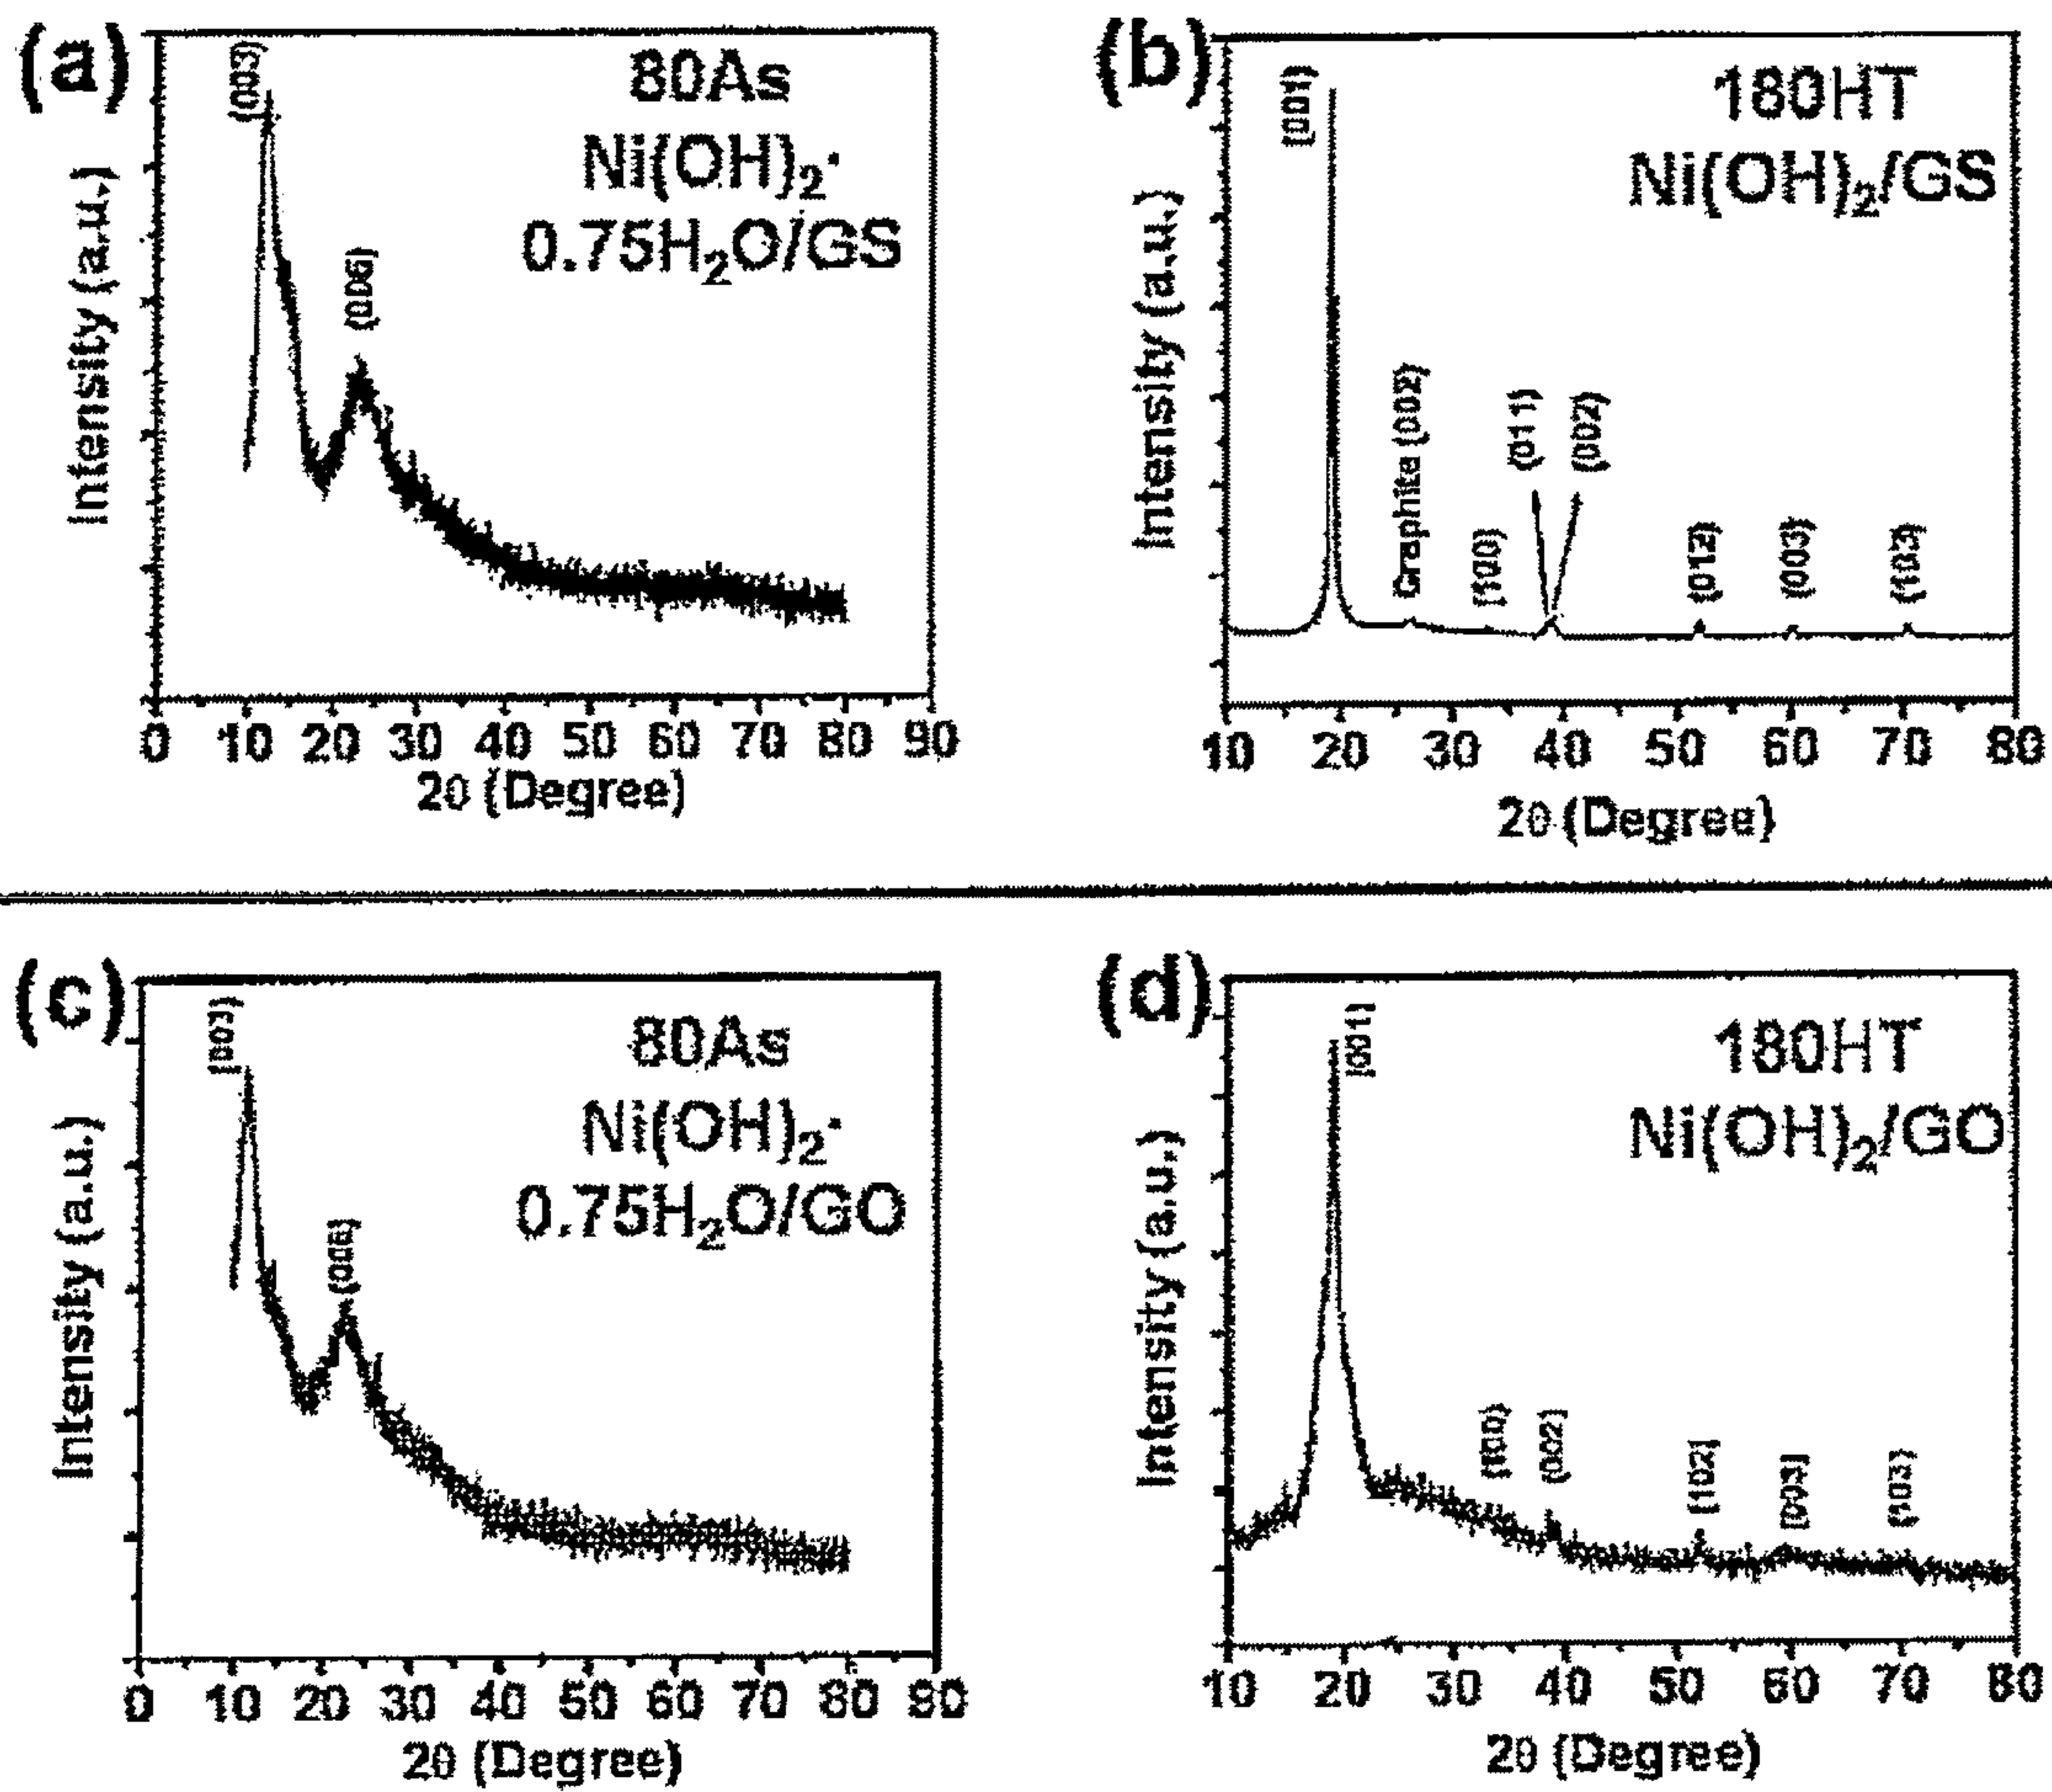 (a)
(003)
80As
Ni(OH)₂·
0.75H₂O/GS
(006)
Intensity (a.u.)
0 10 20 30 40 50 60 70 80 90
2θ (Degree)
(b)
(001)
180HT
Ni(OH)₂/GS
Graphite (002)
(100)
(011)
(002)
(012)
(003)
(103)
Intensity (a.u.)
10 20 30 40 50 60 70 80
2θ (Degree)
(c)
(003)
80As
Ni(OH)₂·
0.75H₂O/GO
(006)
Intensity (a.u.)
0 10 20 30 40 50 60 70 80 90
2θ (Degree)
(d)
(001)
180HT
Ni(OH)₂/GO
(100)
(002)
(102)
(003)
(103)
Intensity (a.u.)
10 20 30 40 50 60 70 80
2θ (Degree)